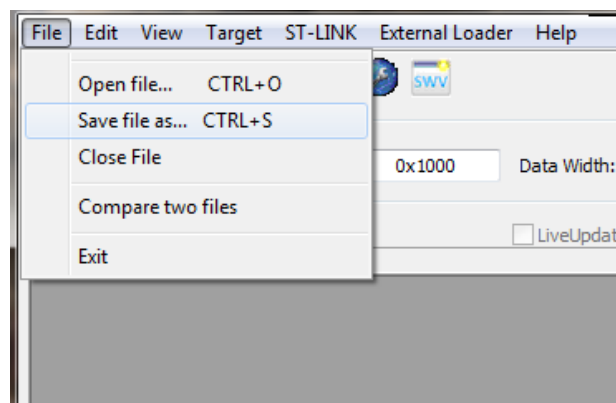 File Edit View Target ST-LINK External Loader Help
Open file... CTRL+O
SWV
Save file as... CTRL+S
Close File
0x1000 Data Width:
Compare two files
LiveUpdat
Exit